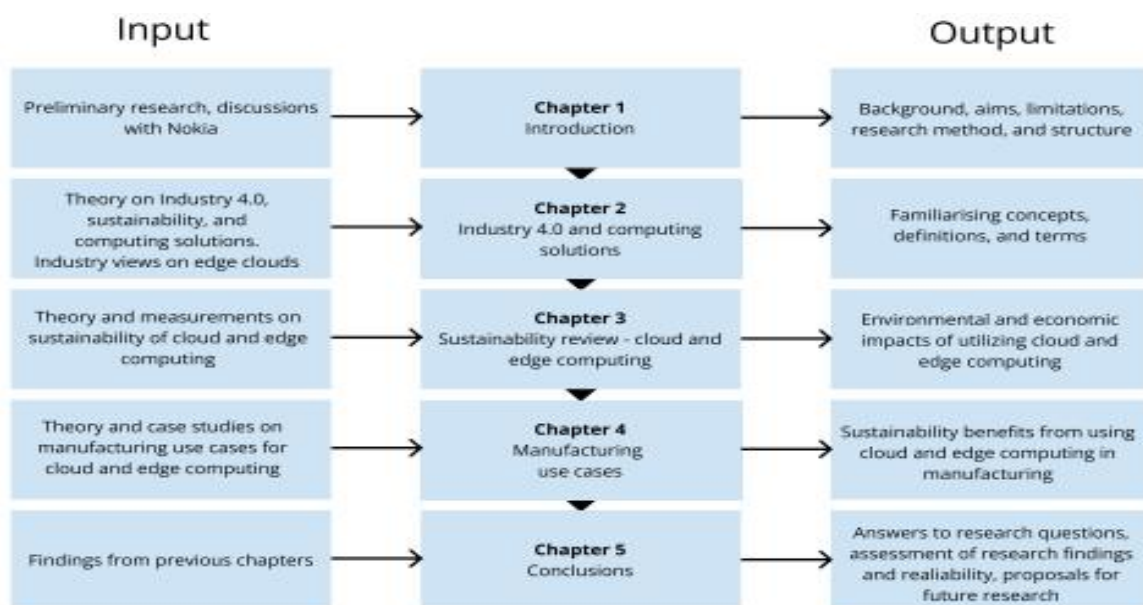 Input
Output
Preliminary research, discussions
with Nokia
Chapter 1
Introduction
Background, aims, limitations,
research method, and structure
Theory on Industry 4.0,
sustainability, and
computing solutions.
Industry views on edge clouds
Chapter 2
Industry 4.0 and computing
solutions
Familiarising concepts,
definitions, and terms
Theory and measurements on
sustainability of cloud and edge
computing
Chapter 3
Sustainability review - cloud and
edge computing
Environmental and economic
impacts of utilizing cloud and
edge computing
Theory and case studies on
manufacturing use cases for
cloud and edge computing
Chapter 4
Manufacturing
use cases
Sustainability benefits from using
cloud and edge computing in
manufacturing
Findings from previous chapters
Chapter 5
Conclusions
Answers to research questions,
assessment of research findings
and realiability, proposals for
future research